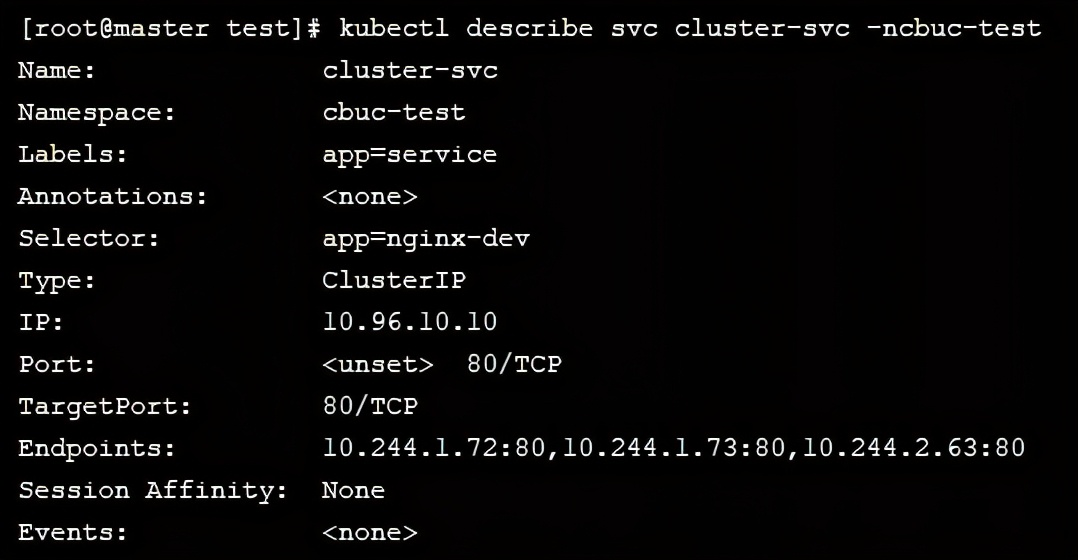 [root@master test]# kubectl describe svc cluster-svc -ncbuc-test
Name:              cluster-svc
Namespace:         cbuc-test
Labels:            app=service
Annotations:       <none>
Selector:          app=nginx-dev
Type:              ClusterIP
IP:                10.96.10.10
Port:              <unset>  80/TCP
TargetPort:        80/TCP
Endpoints:         10.244.1.72:80,10.244.1.73:80,10.244.2.63:80
Session Affinity:  None
Events:            <none>